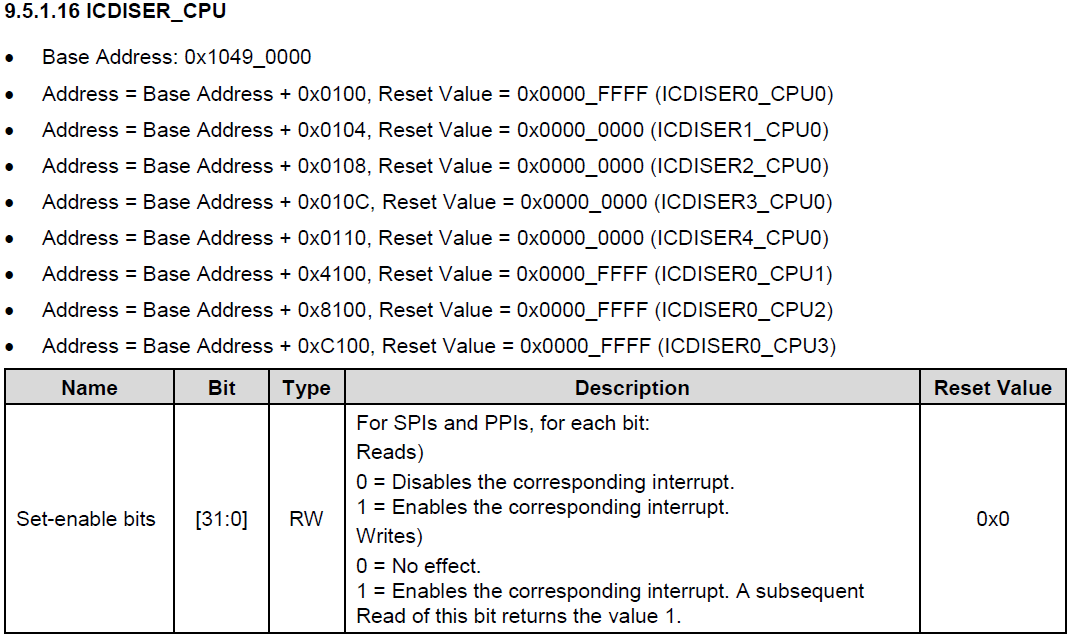 9.5.1.16 ICDISER_CPU
• Base Address: 0x1049_0000
• Address = Base Address + 0x0100, Reset Value = 0x0000_FFFF (ICDISER0_CPU0)
• Address = Base Address + 0x0104, Reset Value = 0x0000_0000 (ICDISER1_CPU0)
• Address = Base Address + 0x0108, Reset Value = 0x0000_0000 (ICDISER2_CPU0)
• Address = Base Address + 0x010C, Reset Value = 0x0000_0000 (ICDISER3_CPU0)
• Address = Base Address + 0x0110, Reset Value = 0x0000_0000 (ICDISER4_CPU0)
• Address = Base Address + 0x4100, Reset Value = 0x0000_FFFF (ICDISER0_CPU1)
• Address = Base Address + 0x8100, Reset Value = 0x0000_FFFF (ICDISER0_CPU2)
• Address = Base Address + 0xC100, Reset Value = 0x0000_FFFF (ICDISER0_CPU3)
Name Bit Type Description Reset Value
Set-enable bits [31:0] RW
For SPIs and PPIs, for each bit:
Reads)
0 = Disables the corresponding interrupt.
1 = Enables the corresponding interrupt.
Writes)
0 = No effect.
1 = Enables the corresponding interrupt. A subsequent
Read of this bit returns the value 1.
0x0